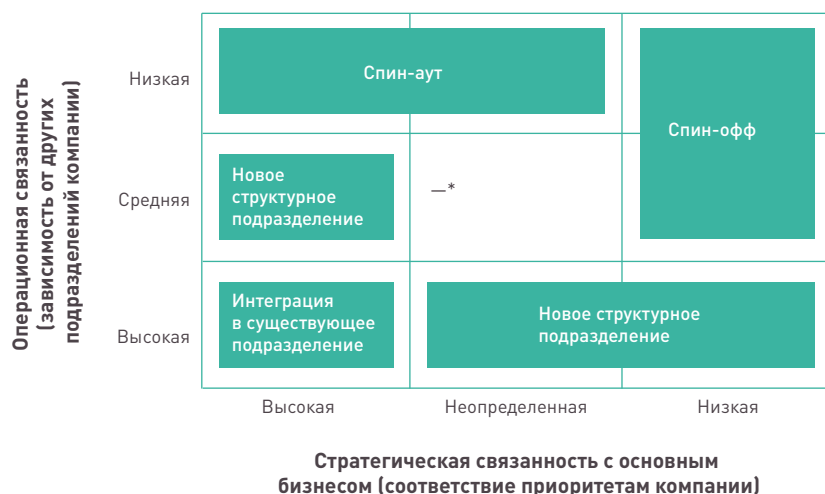 Операционная связанность
(зависимость от других
подразделений компании)
Низкая
Спин-аут
Спин-офф
Средняя
Новое
структурное
подразделение
—*
Высокая
Интеграция
в существующее
подразделение
Новое структурное
подразделение
Высокая
Неопределенная
Низкая
Стратегическая связанность с основным
бизнесом (соответствие приоритетам компании)